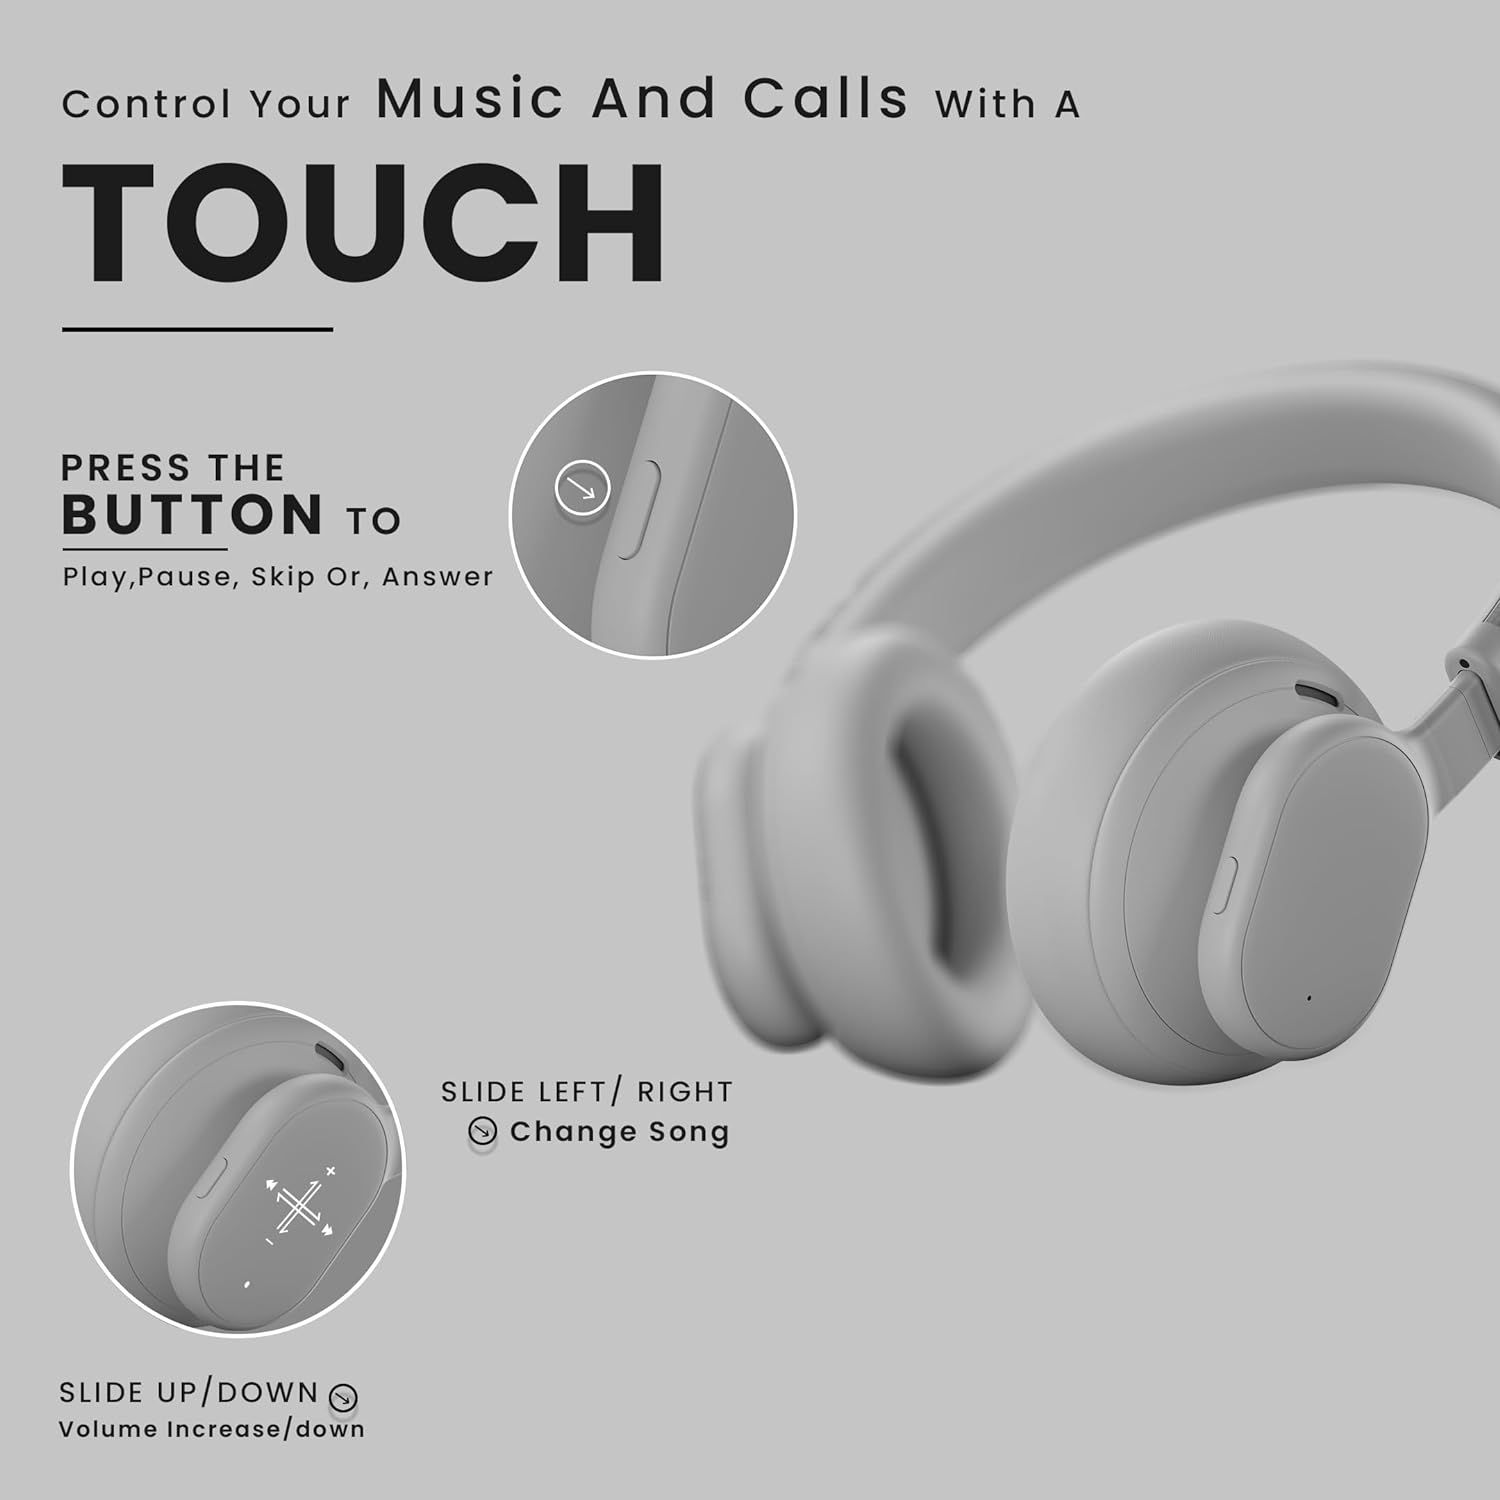 Control Your Music And Calls With A
TOUCH
PRESS THE
BUTTON TO
Play,Pause, Skip Or, Answer
SLIDE LEFT/ RIGHT
Change Song
+
-
SLIDE UP/DOWN
Volume Increase/down